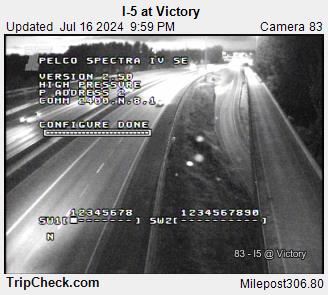 I-5 at Victory
Updated Jul 16 2024 9:59 PM Camera 83
PELCO SPECTRA IV SE
VERSION 2.50
HIGH PRESSURE
P ADDRESS 2
COMM 2400,N,8,1
CONFIGURE DONE
12345678 1234567890
SW1[■-------] SW2[----------]
N
83 - I5 @ Victory
TripCheck.com Milepost306.80